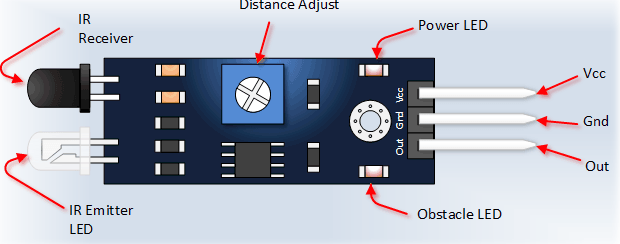 Distance Adjust
IR
Receiver
Power LED
Vcc
Gnd
Out
Vcc
Gnd
Out
IR Emitter
LED
Obstacle LED